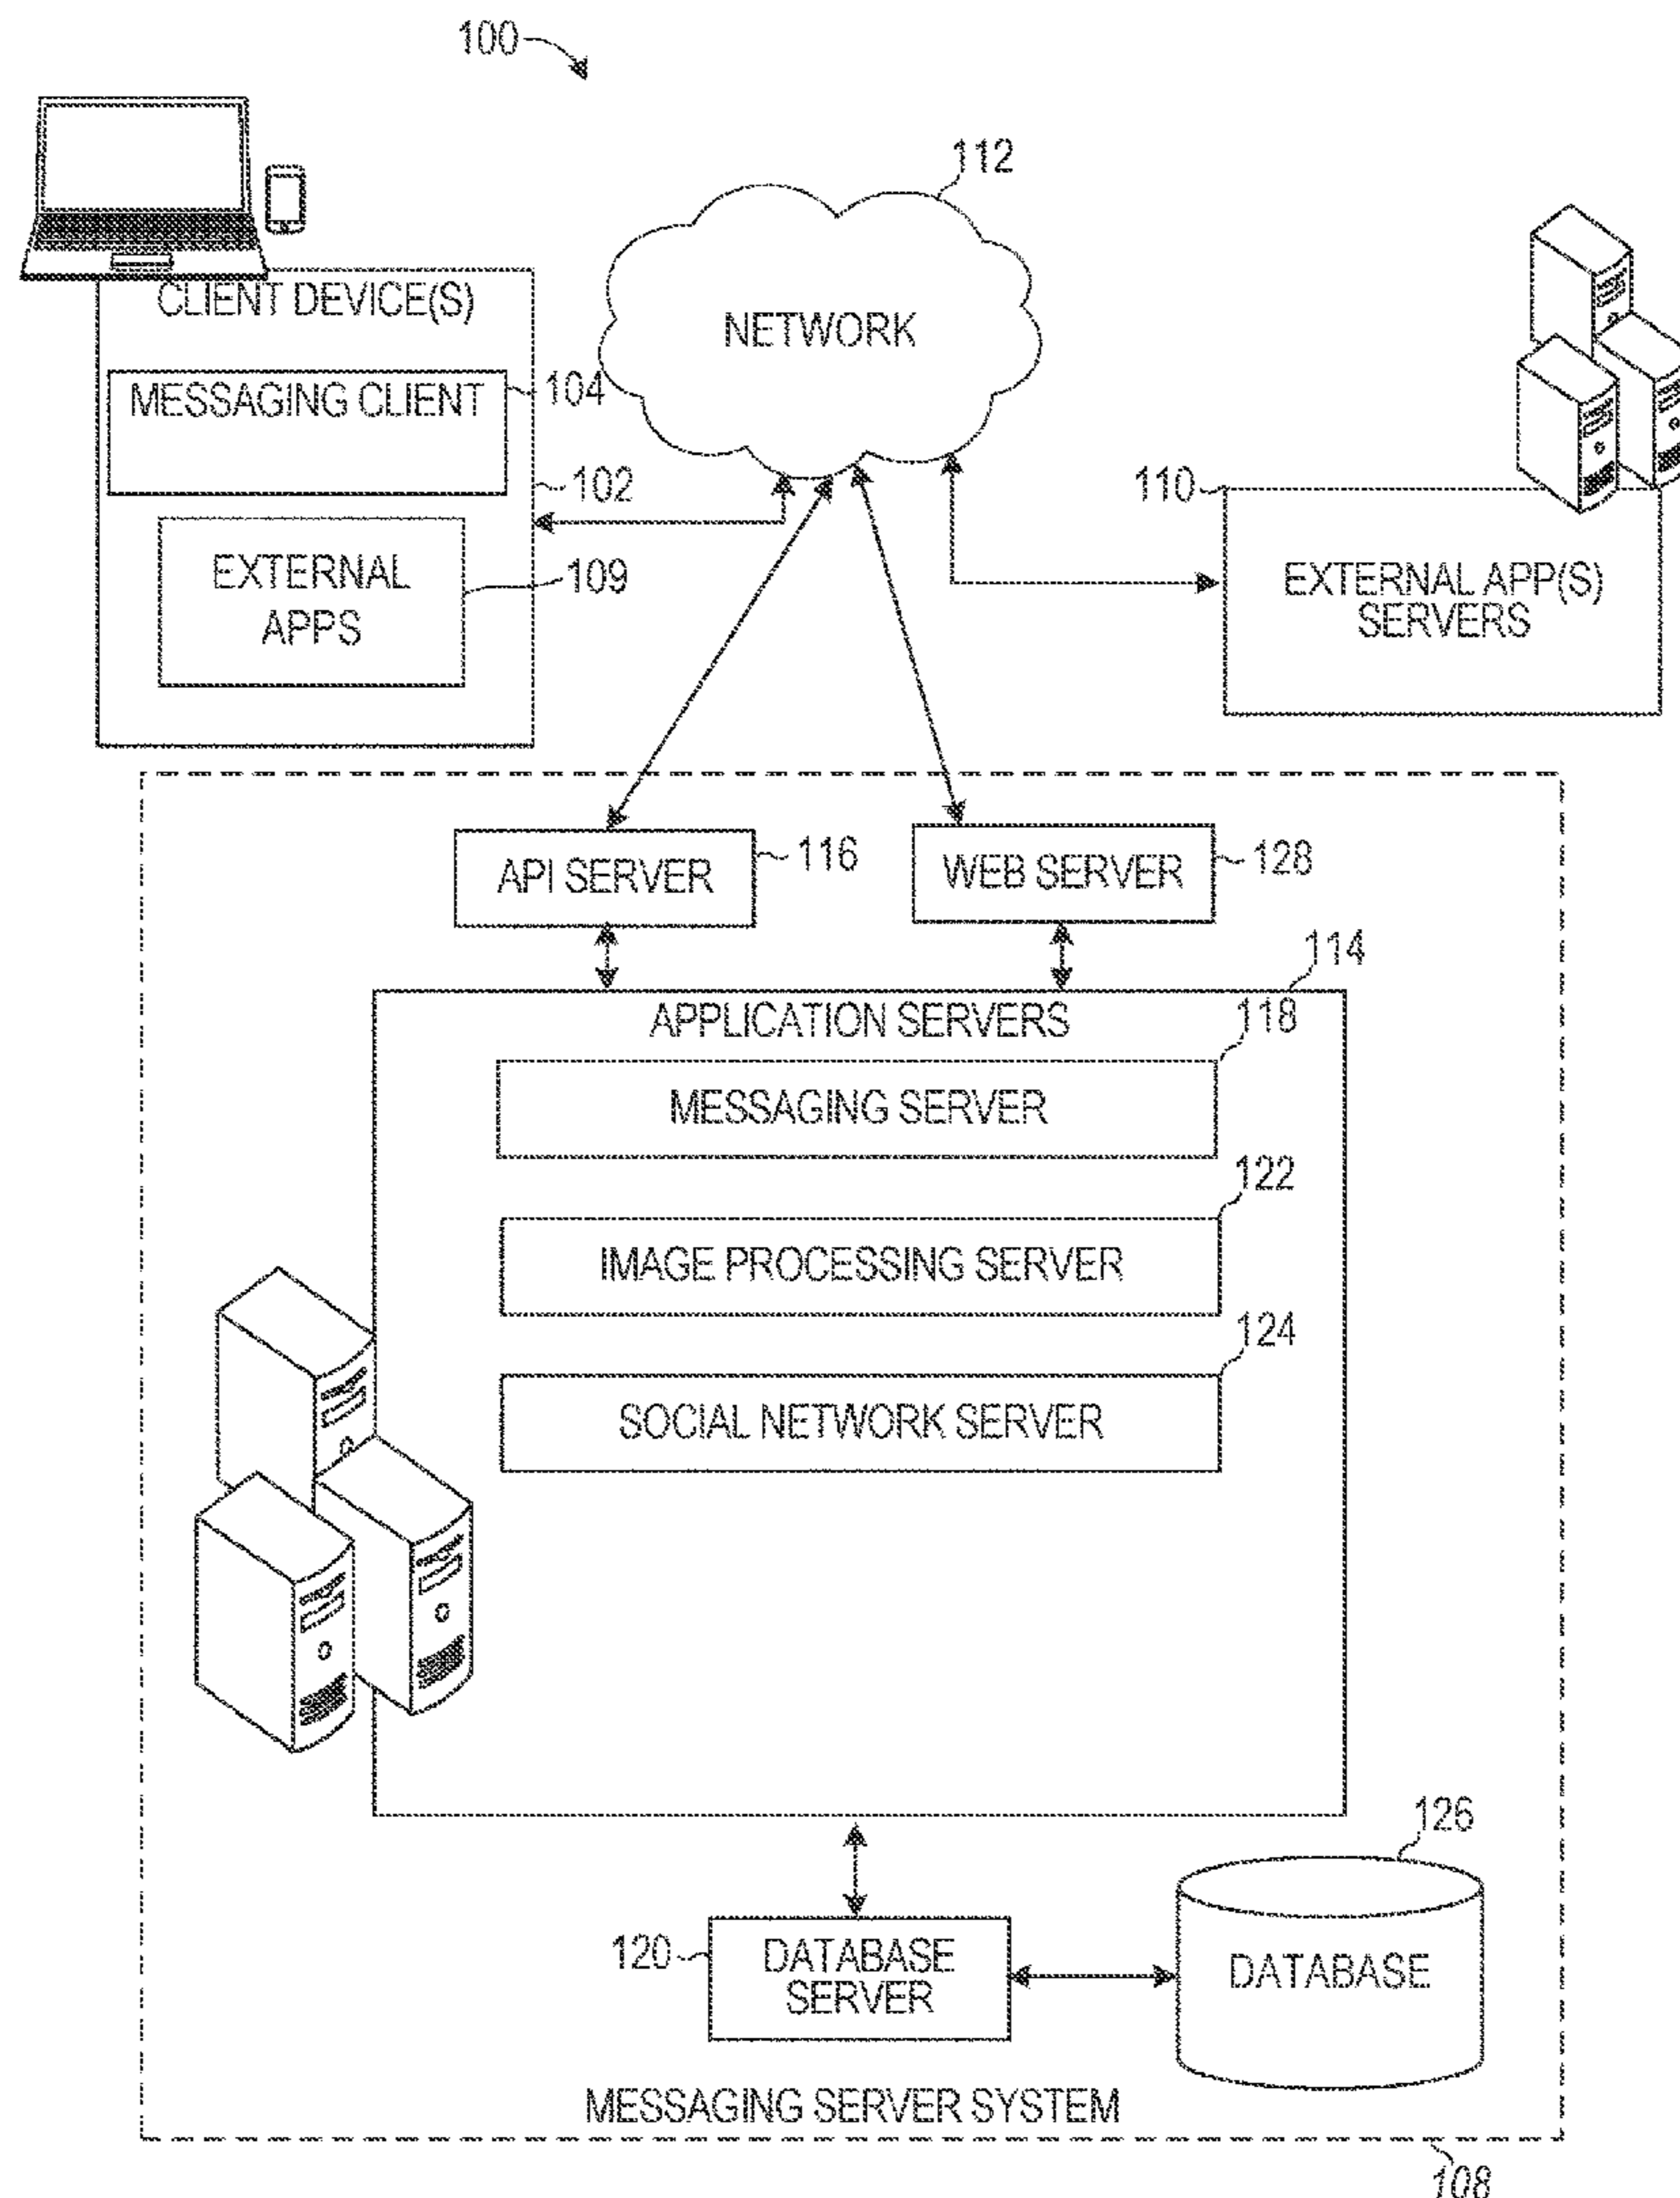 100
112
CLIENT DEVICE(S)
NETWORK
MESSAGING CLIENT
104
102
110
EXTERNAL
APPS
109
EXTERNAL APP(S)
SERVERS
API SERVER
116
WEB SERVER
128
114
APPLICATION SERVERS
118
MESSAGING SERVER
122
IMAGE PROCESSING SERVER
124
SOCIAL NETWORK SERVER
126
120
DATABASE
SERVER
DATABASE
MESSAGING SERVER SYSTEM
108